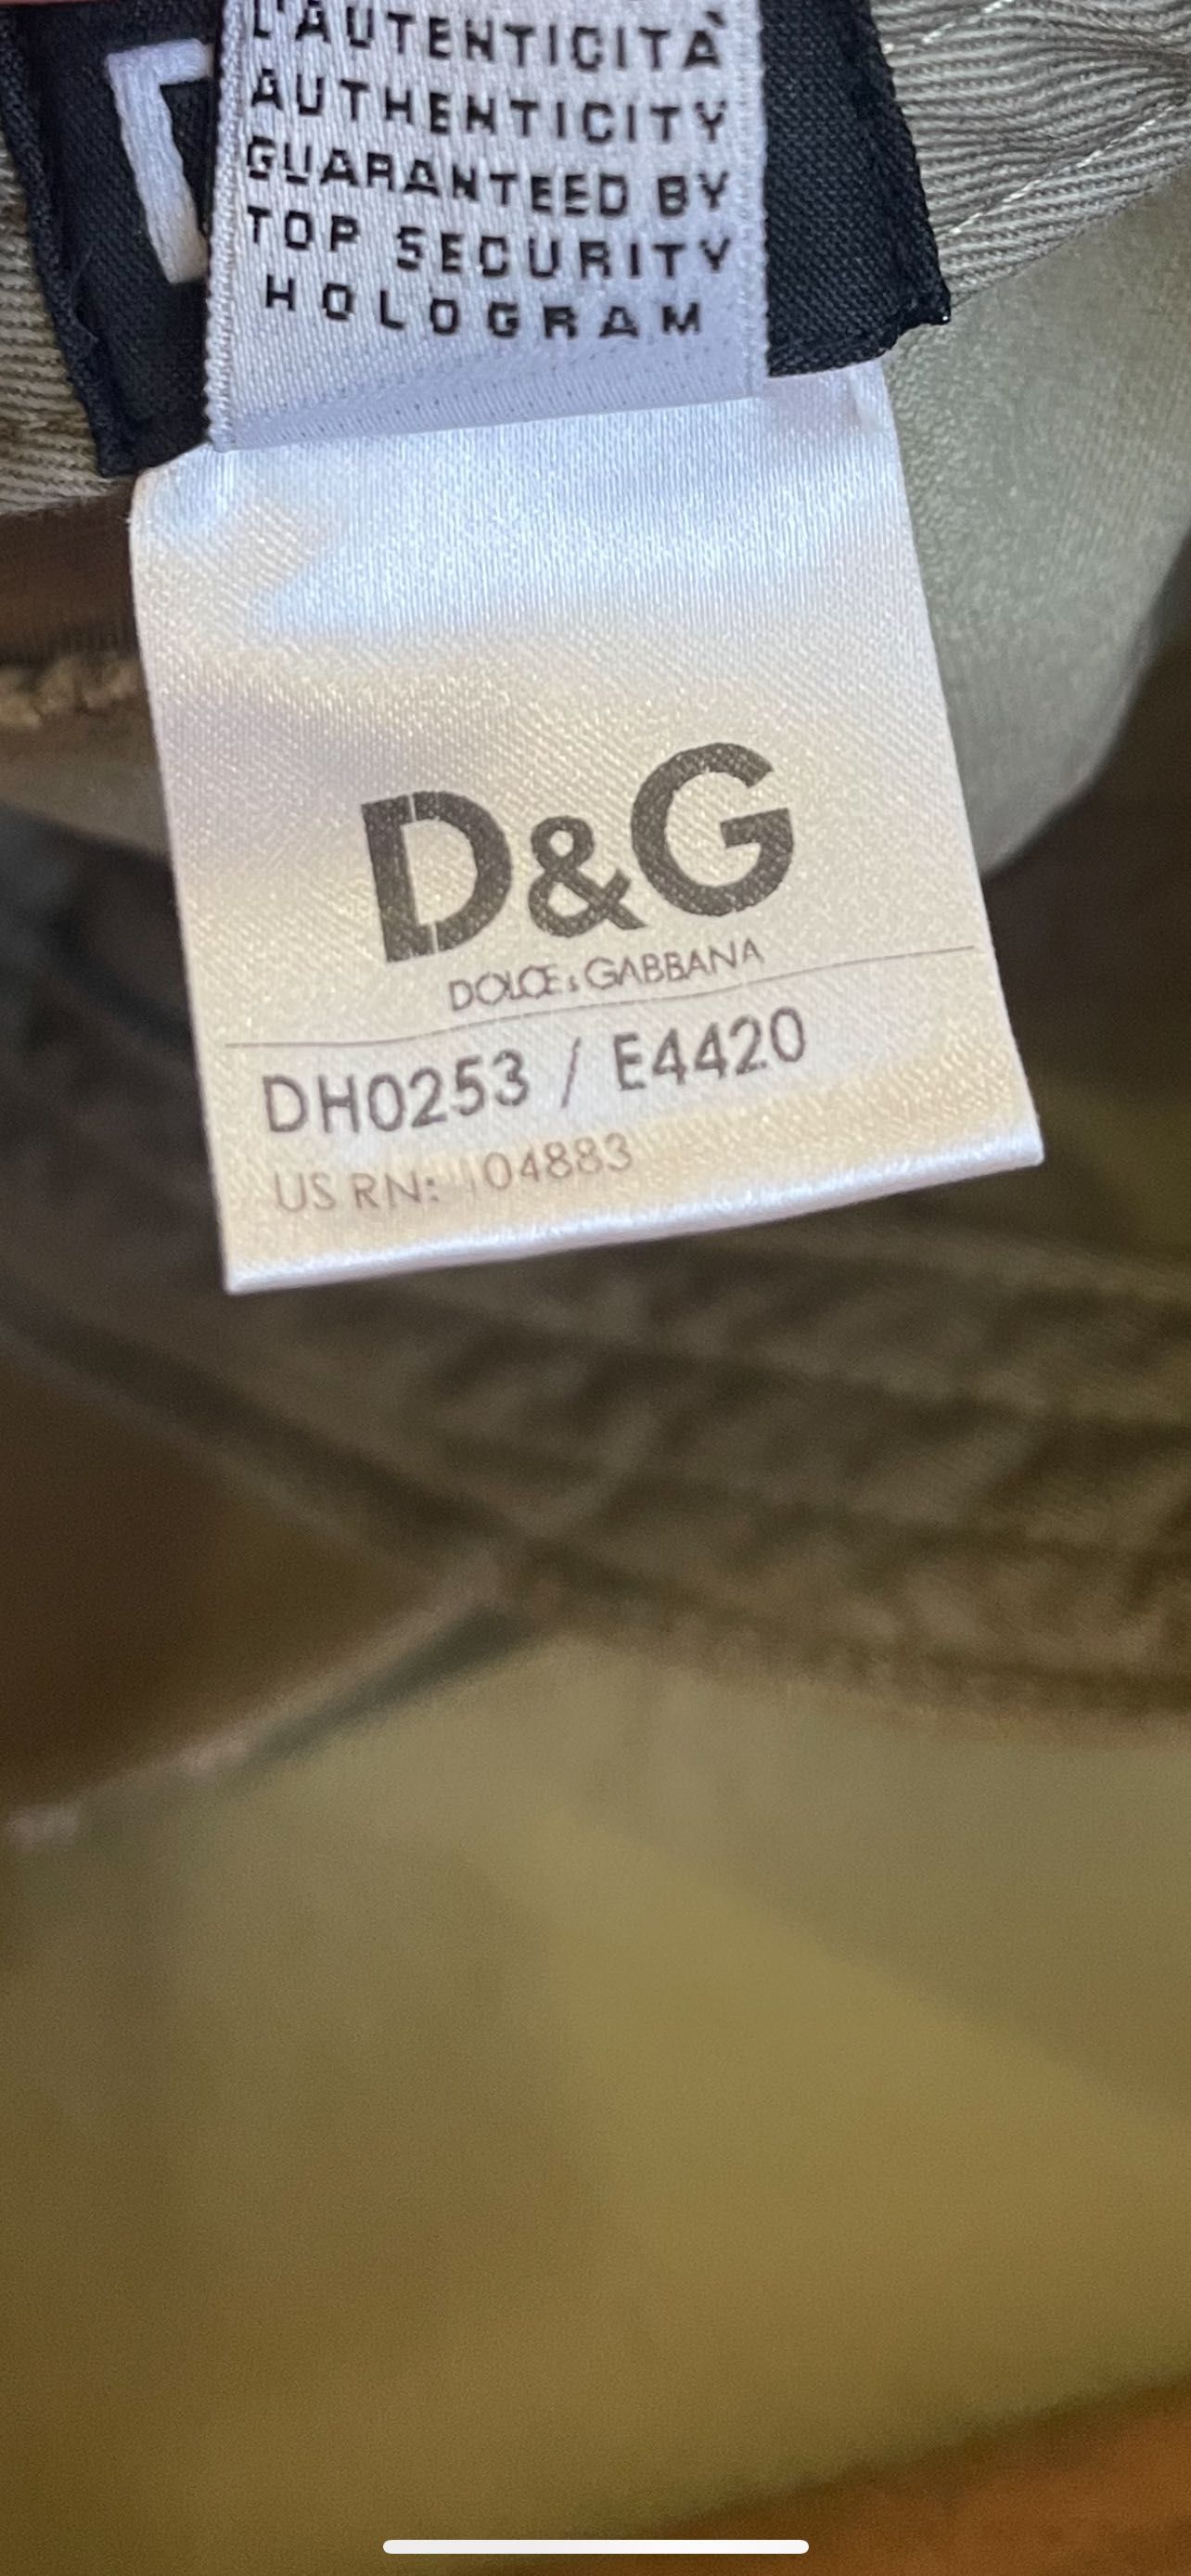 L'AUTENTICITÀ
AUTHENTICITY
GUARANTEED BY
TOP SECURITY
HOLOGRAM
D&G
DOLCE & GABBANA
DH0253 / E4420
US RN: 104883